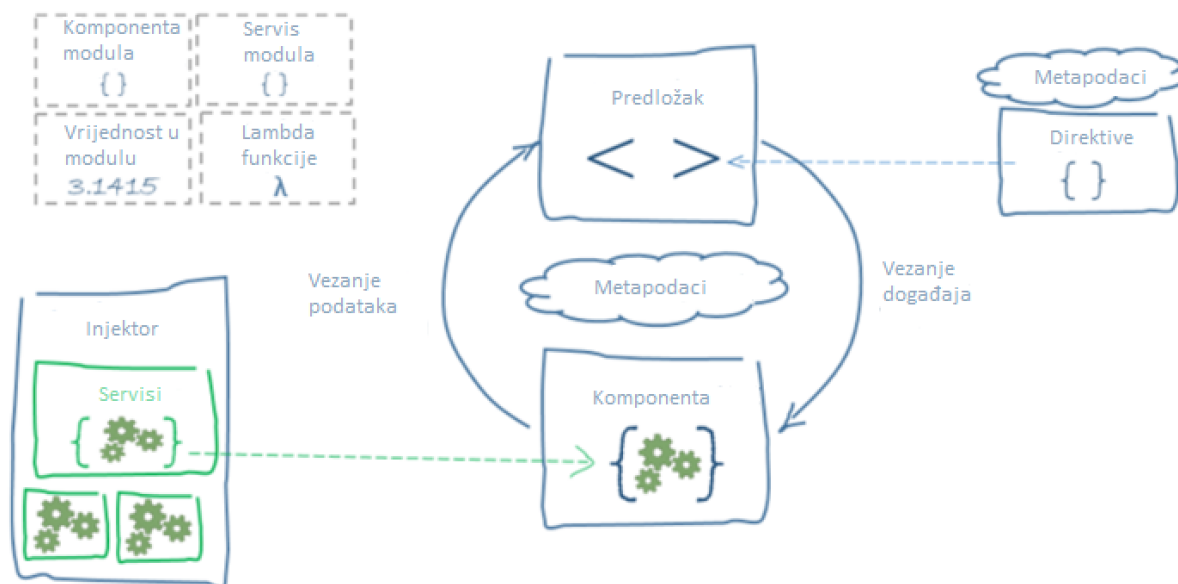 Komponenta
modula
{ }
Servis
modula
{ }
Vrijednost u
modulu
3.1415
Lambda
funkcije
λ
Predložak
< >
Metapodaci
Direktive
{ }
Vezanje
podataka
Metapodaci
Vezanje
događaja
Injektor
Servisi
{ }
Komponenta
{ }